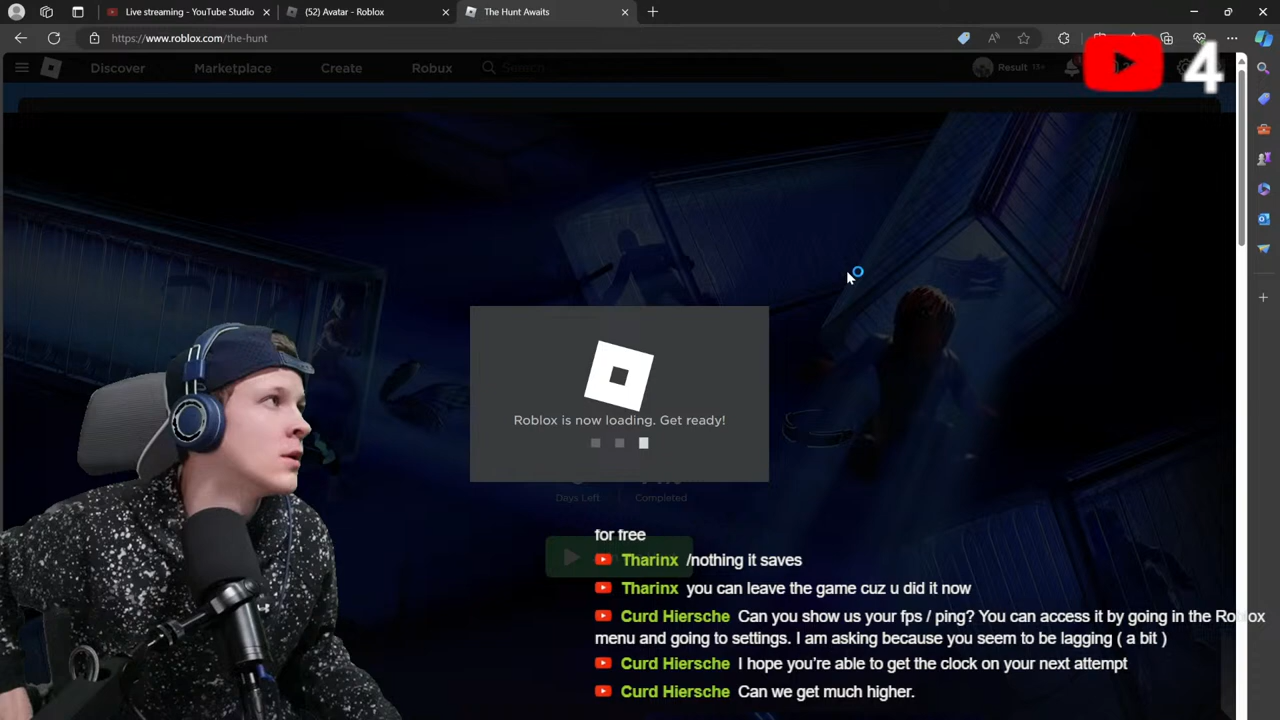 Live streaming - YouTube Studio
(52) Avatar - Roblox
The Hunt Awaits
https://www.roblox.com/the-hunt
4
Discover
Marketplace
Create
Robux
Search
Result 13+
Roblox is now loading. Get ready!
Days Left
Completed
for free
Tharinx /nothing it saves
Tharinx you can leave the game cuz u did it now
Curd Hiersche Can you show us your fps / ping? You can access it by going in the Roblox
menu and going to settings. I am asking because you seem to be lagging ( a bit )
Curd Hiersche I hope you're able to get the clock on your next attempt
Curd Hiersche Can we get much higher.